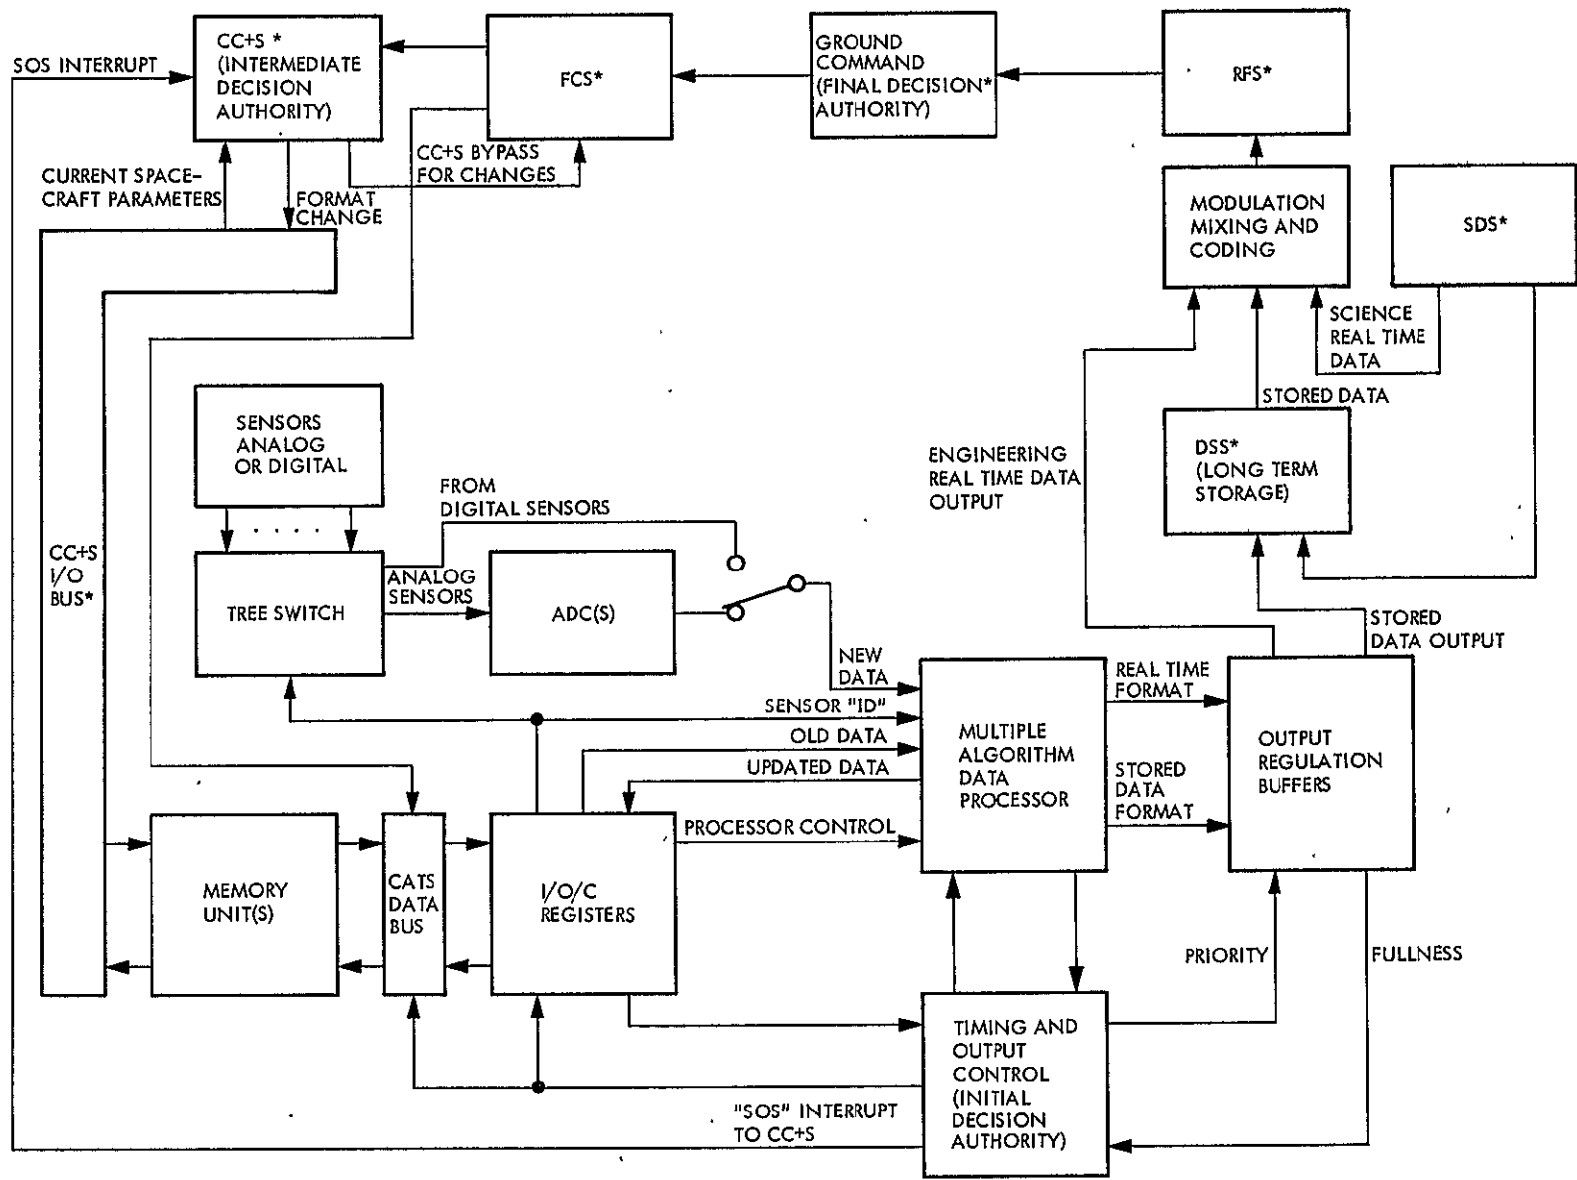 SOS INTERRUPT
CC+S *
(INTERMEDIATE
DECISION
AUTHORITY)
FCS*
GROUND
COMMAND
(FINAL DECISION*
AUTHORITY)
RFS*
CURRENT SPACE-
CRAFT PARAMETERS
FORMAT
CHANGE
CC+S BYPASS
FOR CHANGES
MODULATION
MIXING AND
CODING
SDS*
SCIENCE
REAL TIME
DATA
STORED DATA
SENSORS
ANALOG
OR DIGITAL
. . . .
FROM
DIGITAL SENSORS
ENGINEERING
REAL TIME DATA
OUTPUT
DSS*
(LONG TERM
STORAGE)
CC+S
I/O
BUS*
TREE SWITCH
ANALOG
SENSORS
ADC(S)
STORED
DATA OUTPUT
NEW
DATA
SENSOR "ID"
OLD DATA
UPDATED DATA
PROCESSOR CONTROL
MULTIPLE
ALGORITHM
DATA
PROCESSOR
REAL TIME
FORMAT
STORED
DATA
FORMAT
OUTPUT
REGULATION
BUFFERS
MEMORY
UNIT(S)
CATS
DATA
BUS
I/O/C
REGISTERS
PRIORITY
FULLNESS
TIMING AND
OUTPUT
CONTROL
(INITIAL
DECISION
AUTHORITY)
"SOS" INTERRUPT
TO CC+S